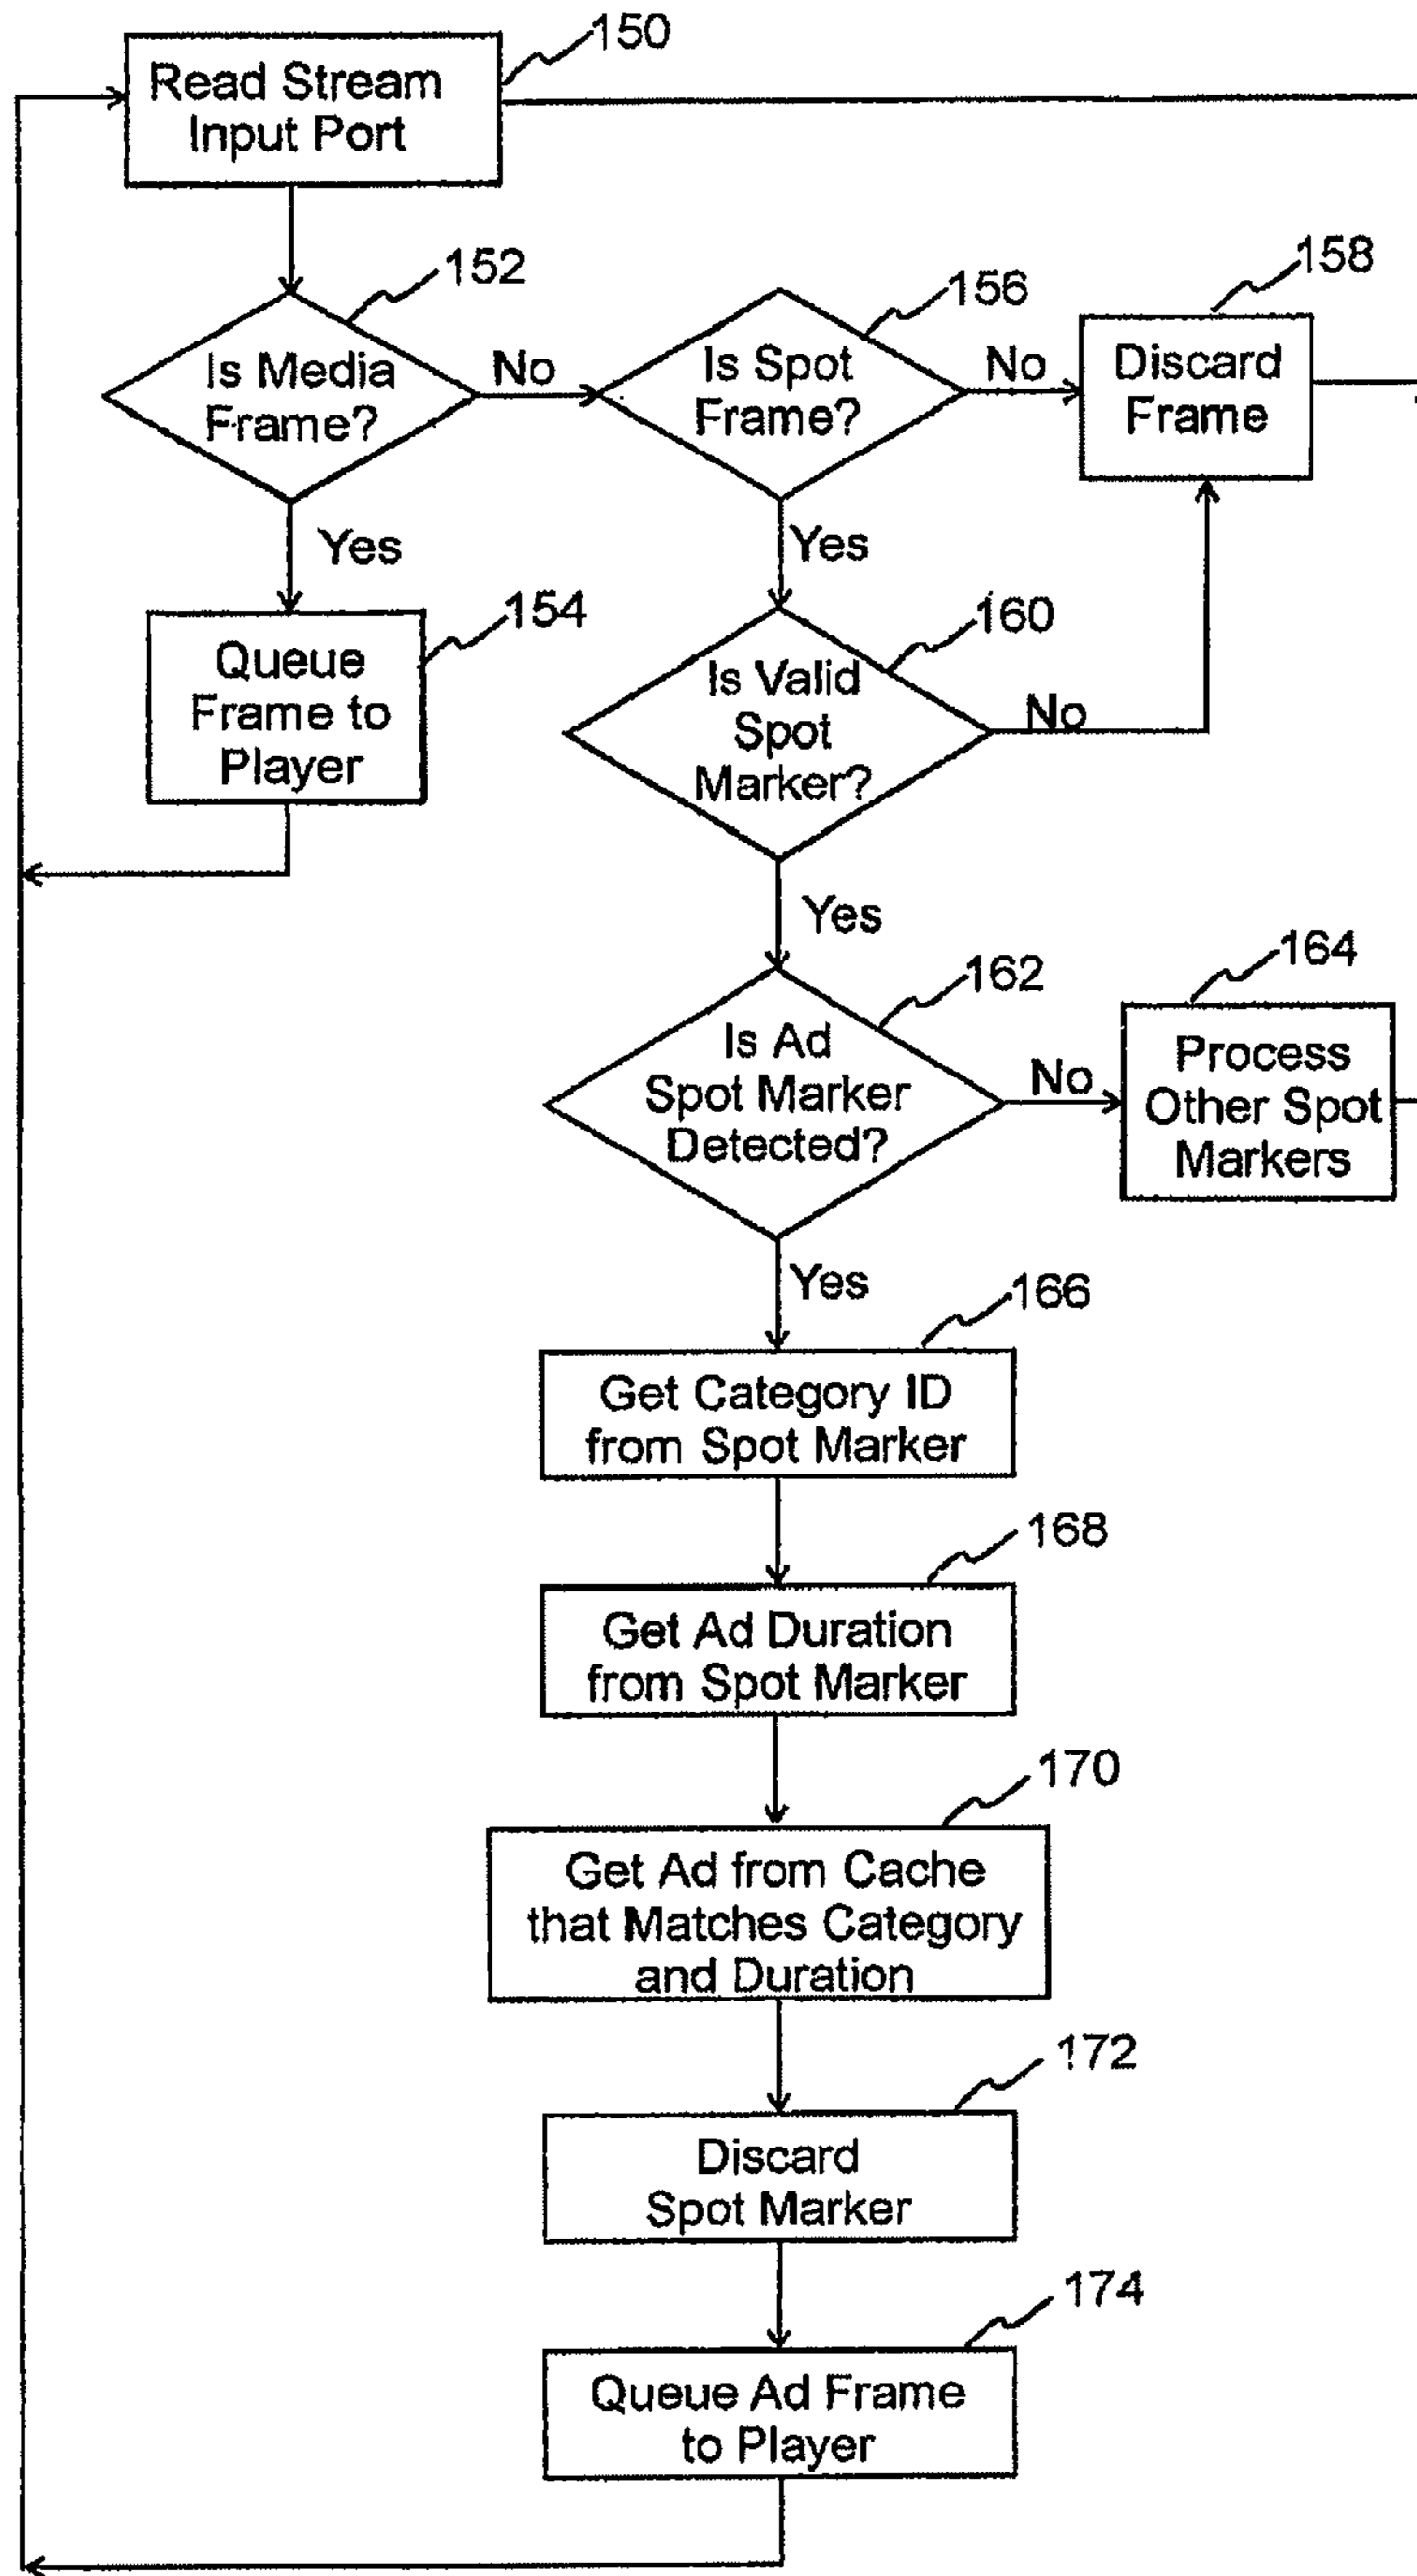 150
Read Stream
Input Port
152
Is Media
Frame?
No
156
Is Spot
Frame?
No
158
Discard
Frame
Yes
Yes
154
Queue
Frame to
Player
160
Is Valid
Spot
Marker?
No
Yes
162
Is Ad
Spot Marker
Detected?
No
164
Process
Other Spot
Markers
Yes
166
Get Category ID
from Spot Marker
168
Get Ad Duration
from Spot Marker
170
Get Ad from Cache
that Matches Category
and Duration
172
Discard
Spot Marker
174
Queue Ad Frame
to Player